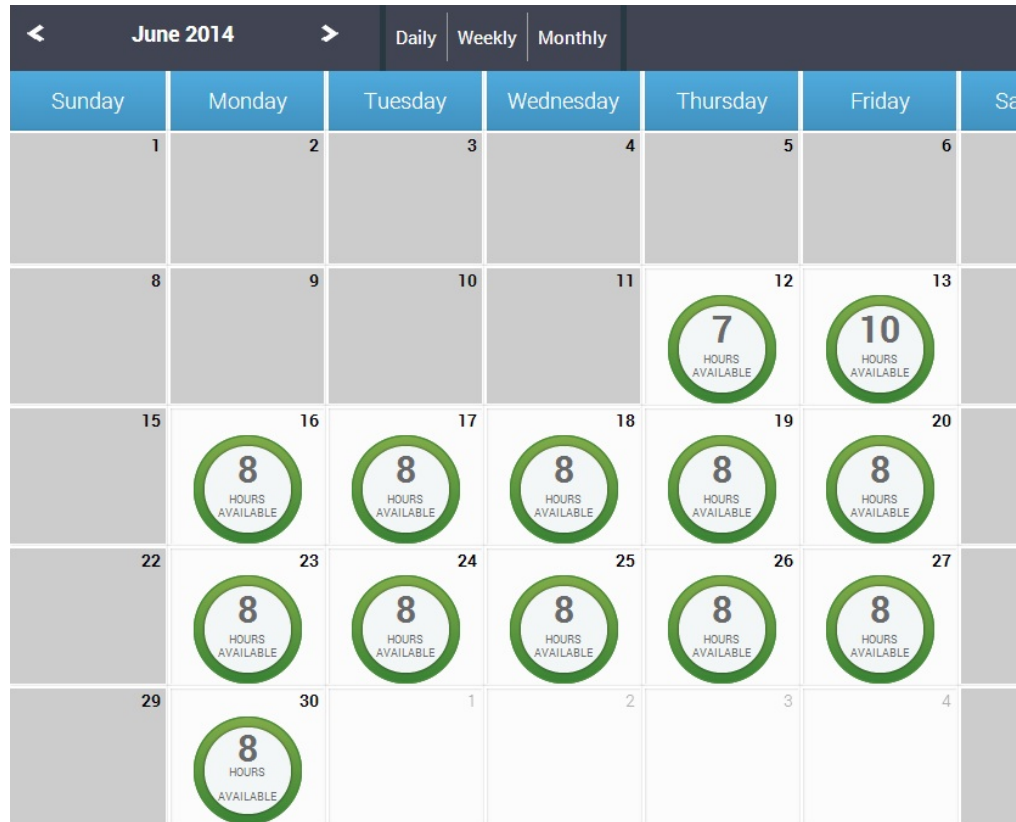 June 2014 Daily Weekly Monthly
Sunday Monday Tuesday Wednesday Thursday Friday Sa
1 2 3 4 5 6
8 9 10 11 12 13
7 10
HOURS HOURS
AVAILABLE AVAILABLE
15 16 17 18 19 20
8 8 8 8 8
HOURS HOURS HOURS HOURS HOURS
AVAILABLE AVAILABLE AVAILABLE AVAILABLE AVAILABLE
22 23 24 25 26 27
8 8 8 8 8
HOURS HOURS HOURS HOURS HOURS
AVAILABLE AVAILABLE AVAILABLE AVAILABLE AVAILABLE
29 30 1 2 3 4
8
HOURS
AVAILABLE